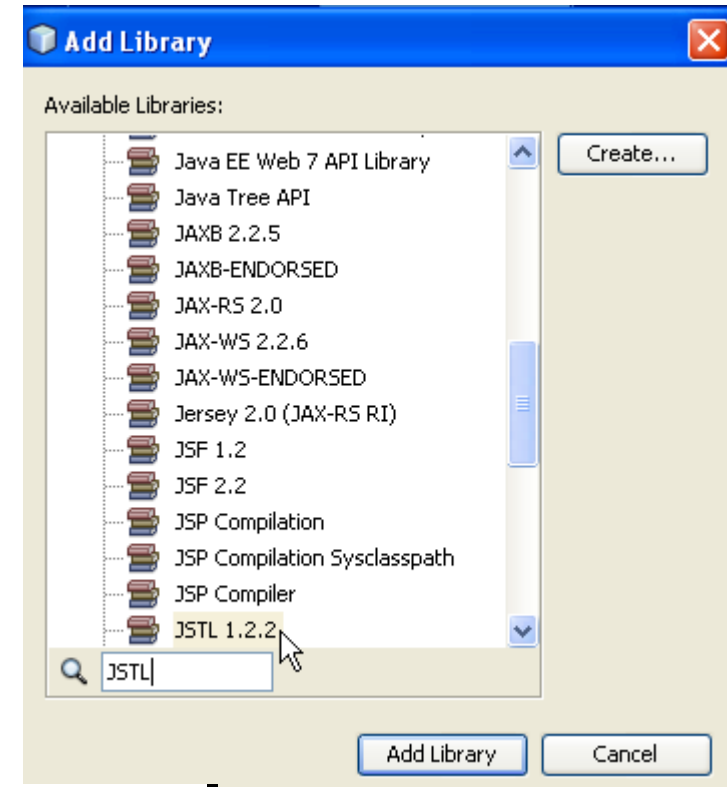 Add Library
Available Libraries:
Java EE Web 7 API Library
Create...
Java Tree API
JAXB 2.2.5
JAXB-ENDORSED
JAX-RS 2.0
JAX-WS 2.2.6
JAX-WS-ENDORSED
Jersey 2.0 (JAX-RS RI)
JSF 1.2
JSF 2.2
JSP Compilation
JSP Compilation Sysclasspath
JSP Compiler
JSTL 1.2.2
JSTL
Add Library
Cancel